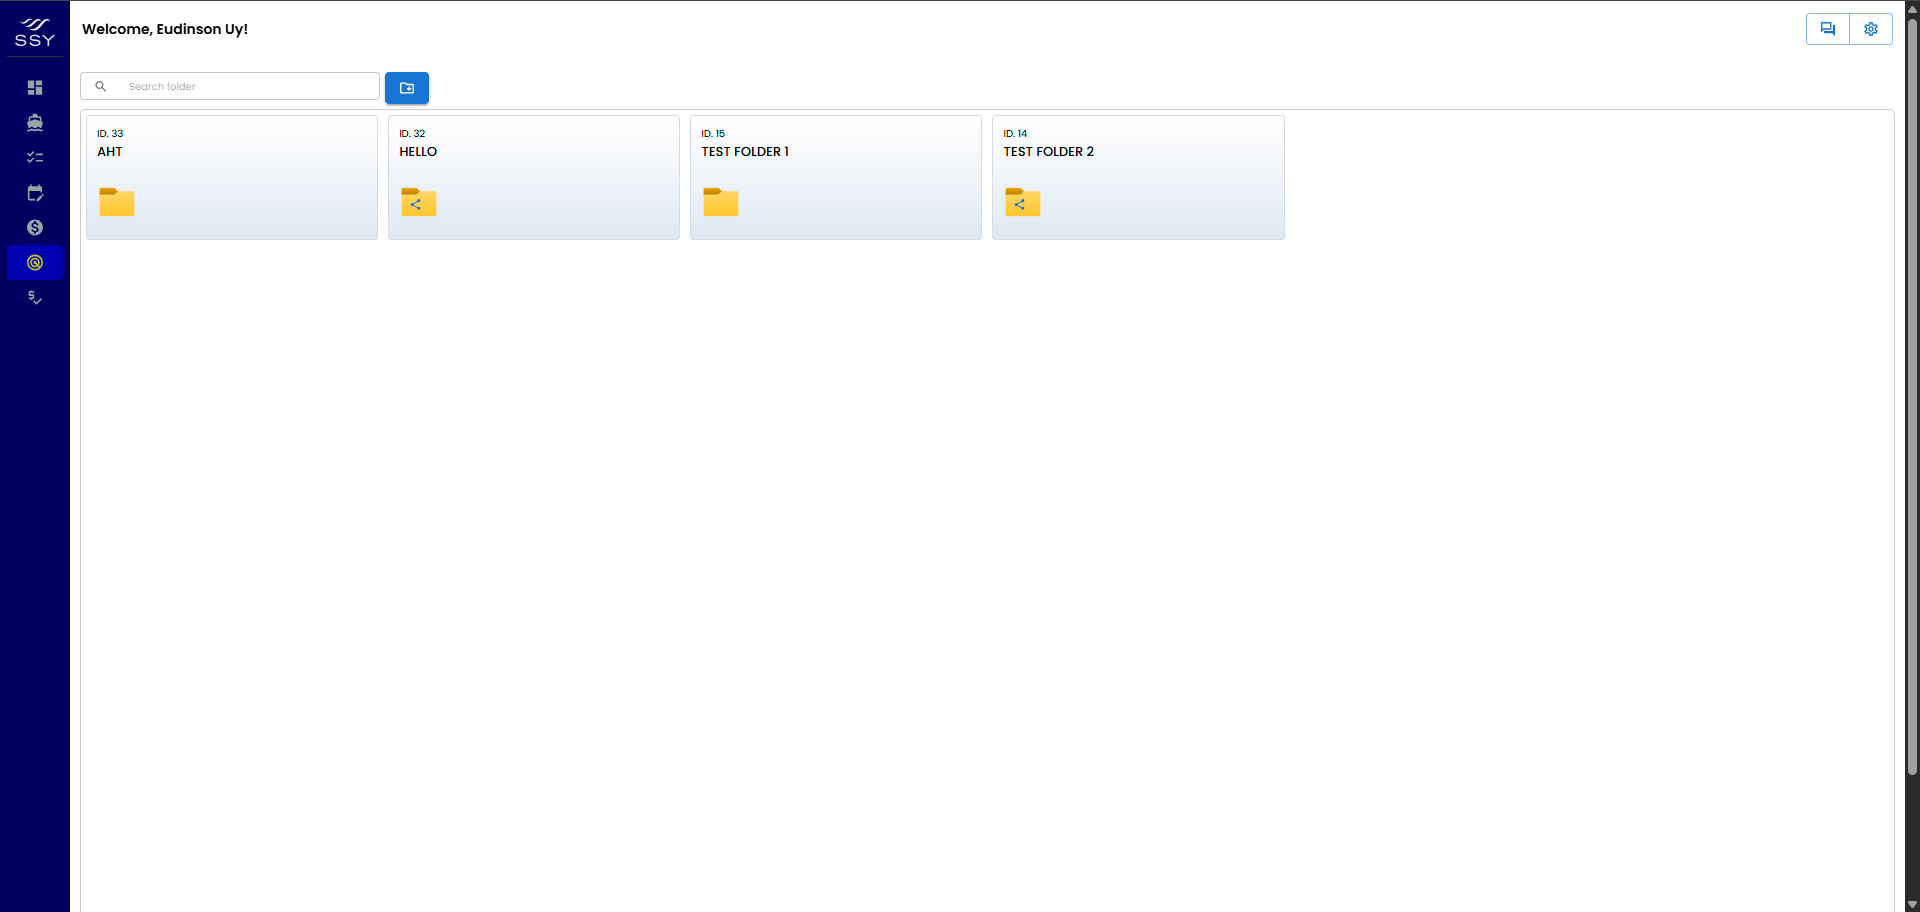 SSY
Welcome, Eudinson Uy!
Search folder
ID. 33
AHT
ID. 32
HELLO
ID. 15
TEST FOLDER 1
ID. 14
TEST FOLDER 2